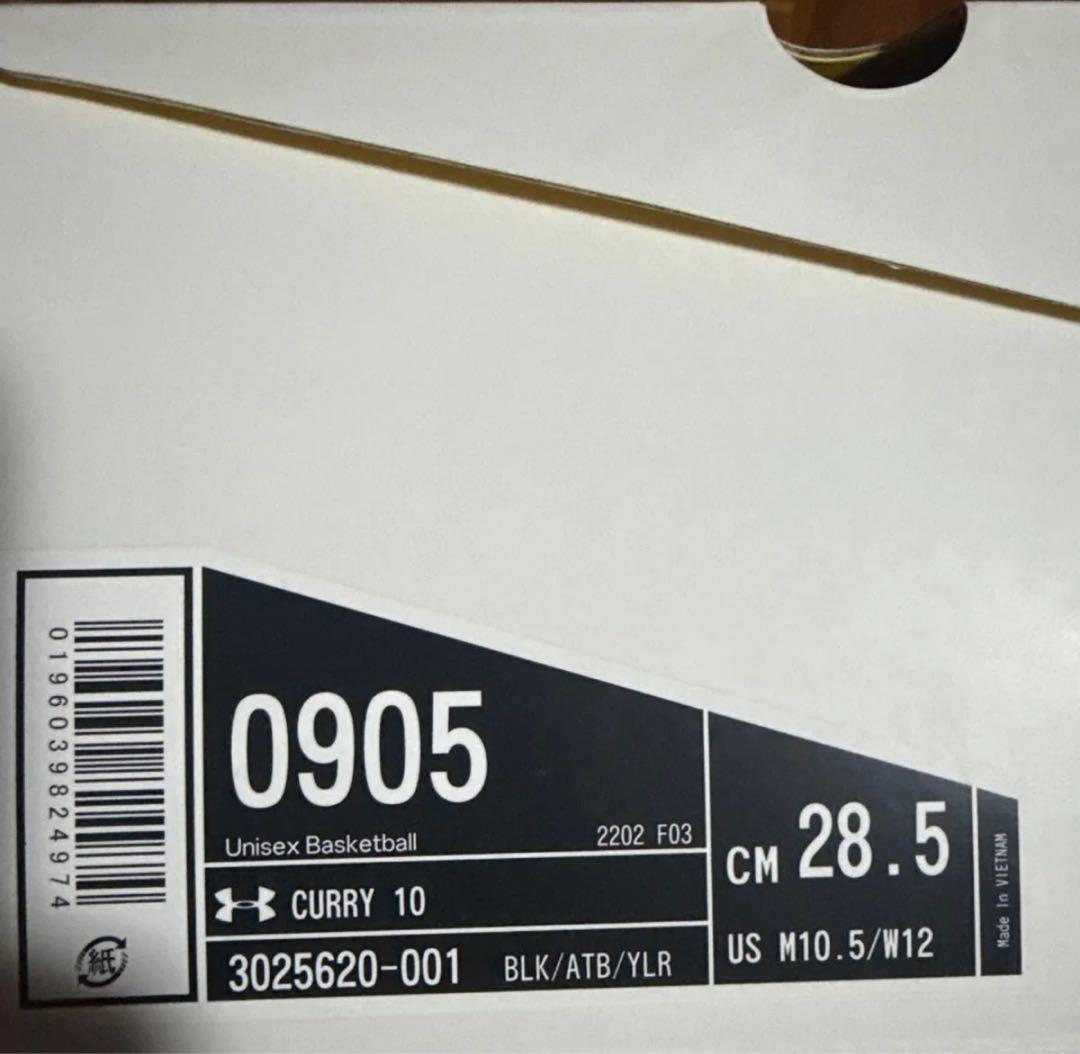 0196039824974
紙
0905
Unisex Basketball
2202 F03
CURRY 10
3025620-001 BLK/ATB/YLR
CM 28.5
US M10.5/W12
Made In VIETNAM